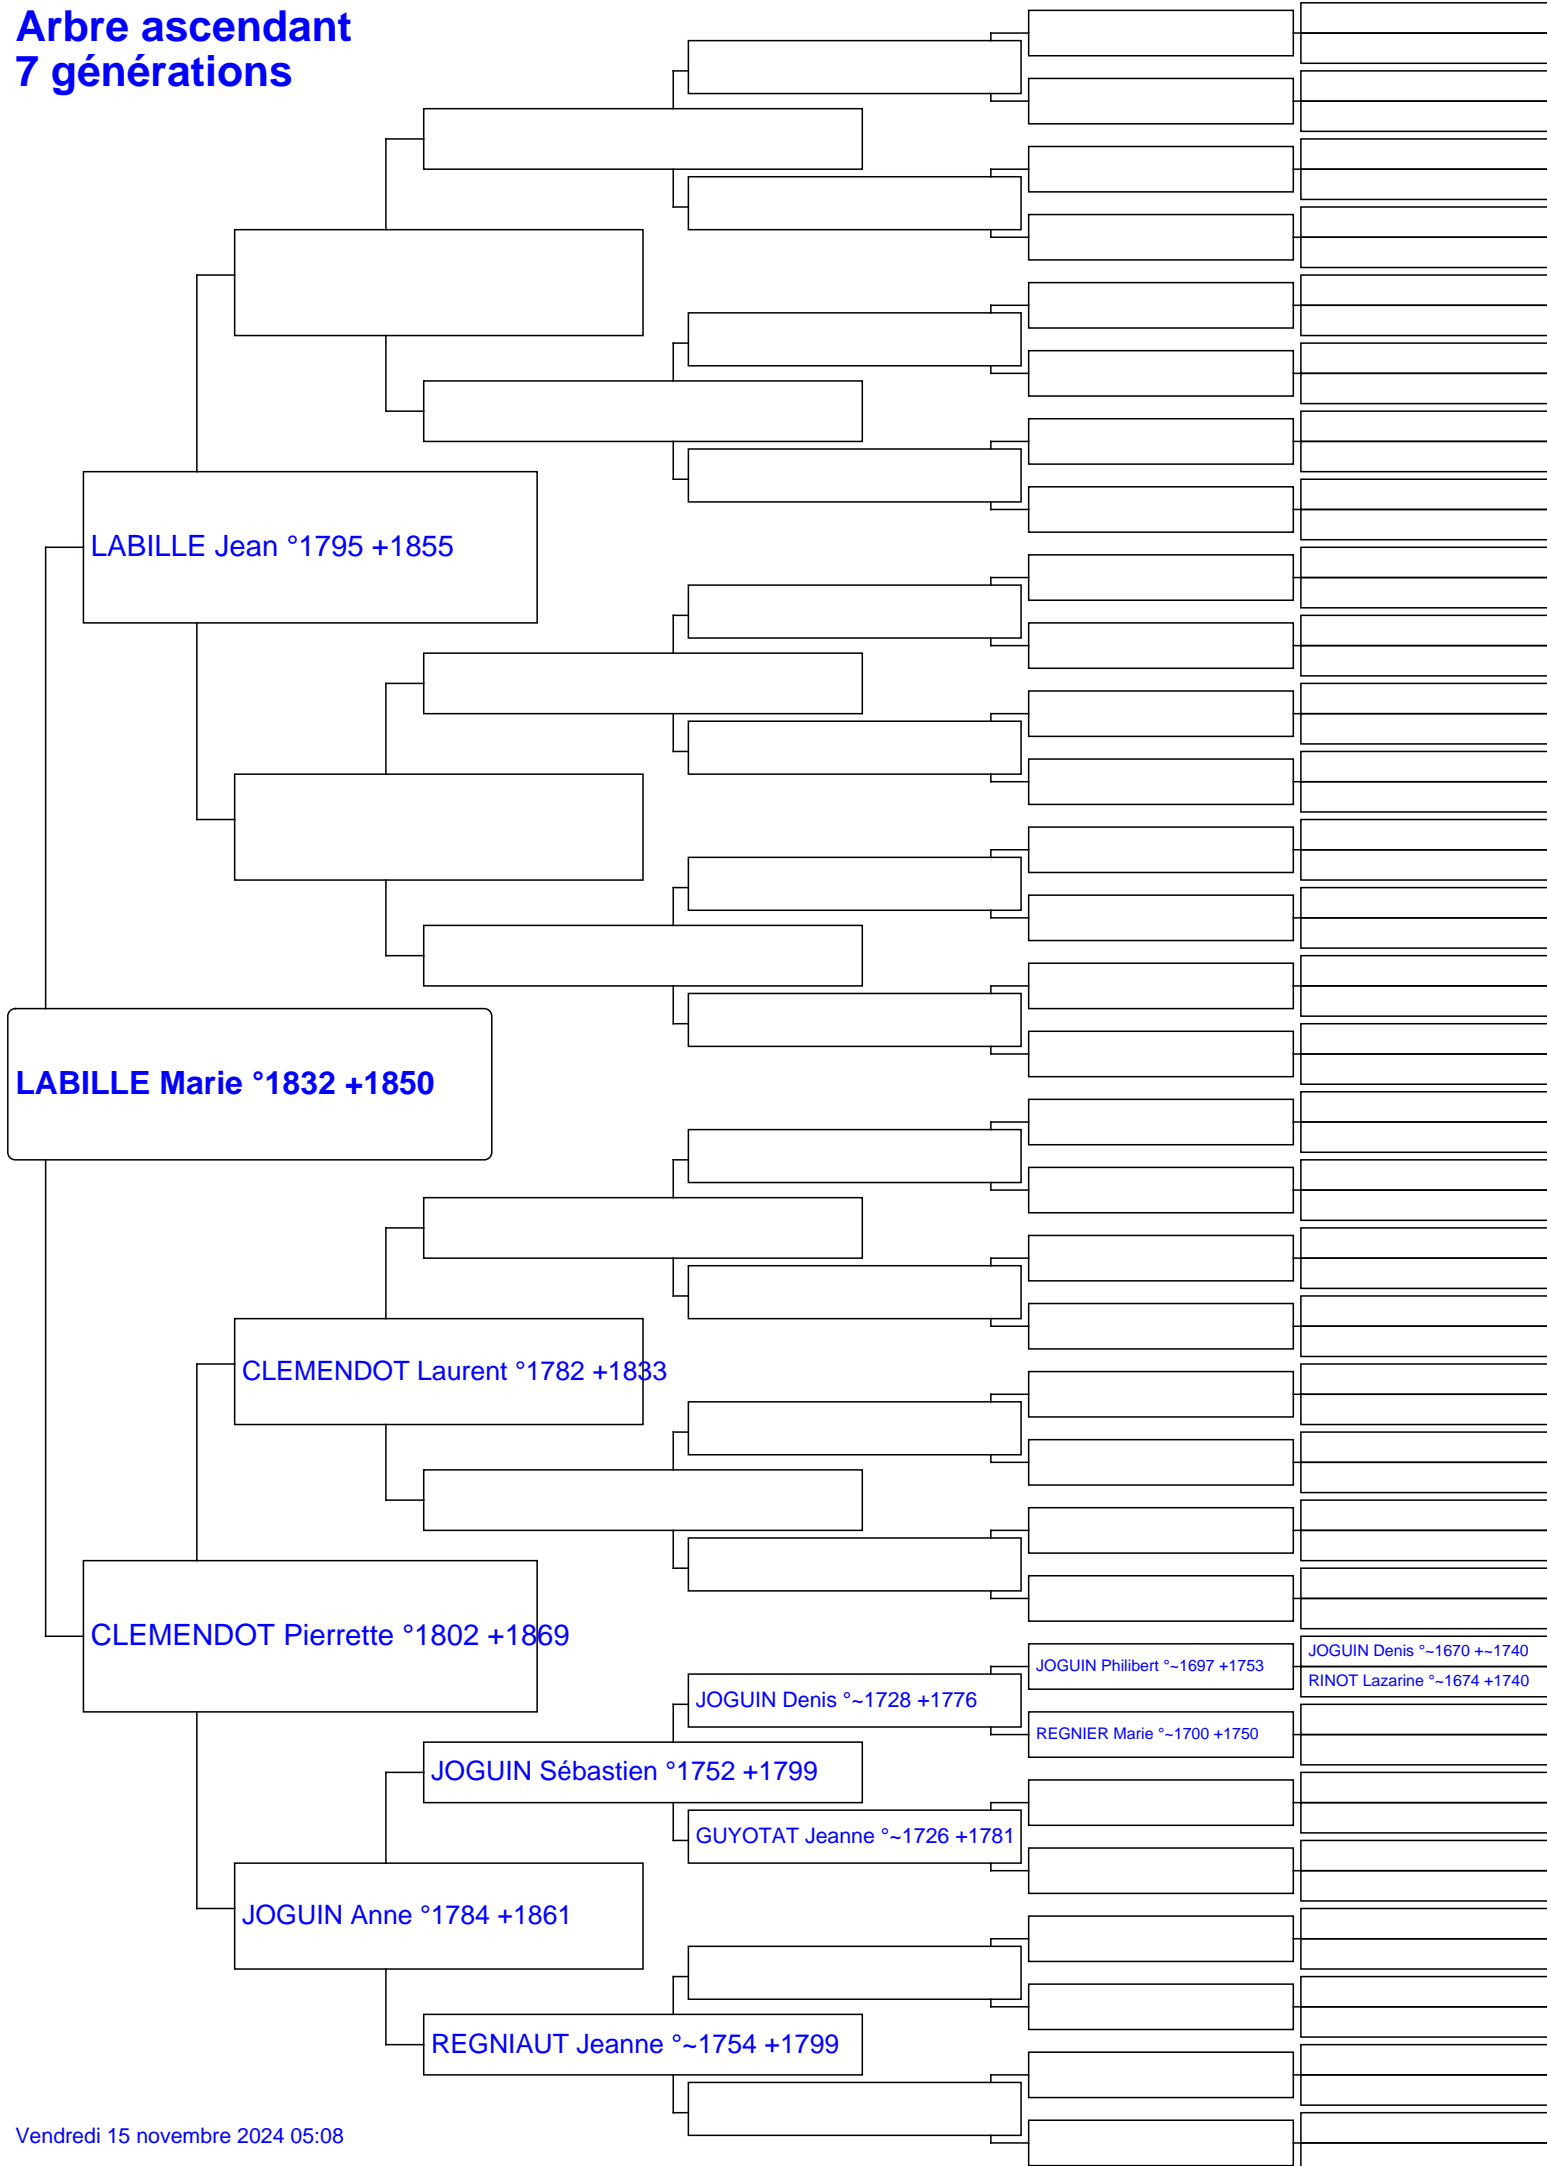 Arbre ascendant
7 générations
LABILLE Jean °1795 +1855
LABILLE Marie °1832 +1850
CLEMENDOT Laurent °1782 +1833
CLEMENDOT Pierrette °1802 +1869
JOGUIN Denis °~1670 +~1740
JOGUIN Philibert °~1697 +1753
RINOT Lazarine °~1674 +1740
JOGUIN Denis °~1728 +1776
REGNIER Marie °~1700 +1750
JOGUIN Sébastien °1752 +1799
GUYOTAT Jeanne °~1726 +1781
JOGUIN Anne °1784 +1861
REGNIAUT Jeanne °~1754 +1799
Vendredi 15 novembre 2024 05:08